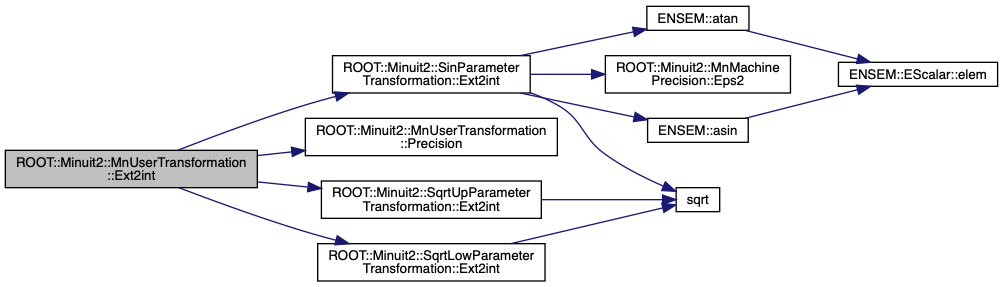 ROOT::Minuit2::MnUserTransformation
::Ext2int
ROOT::Minuit2::SinParameter
Transformation::Ext2int
ROOT::Minuit2::MnUserTransformation
::Precision
ROOT::Minuit2::SqrtUpParameter
Transformation::Ext2int
ROOT::Minuit2::SqrtLowParameter
Transformation::Ext2int
ENSEM::atan
ROOT::Minuit2::MnMachine
Precision::Eps2
ENSEM::asin
sqrt
ENSEM::EScalar::elem